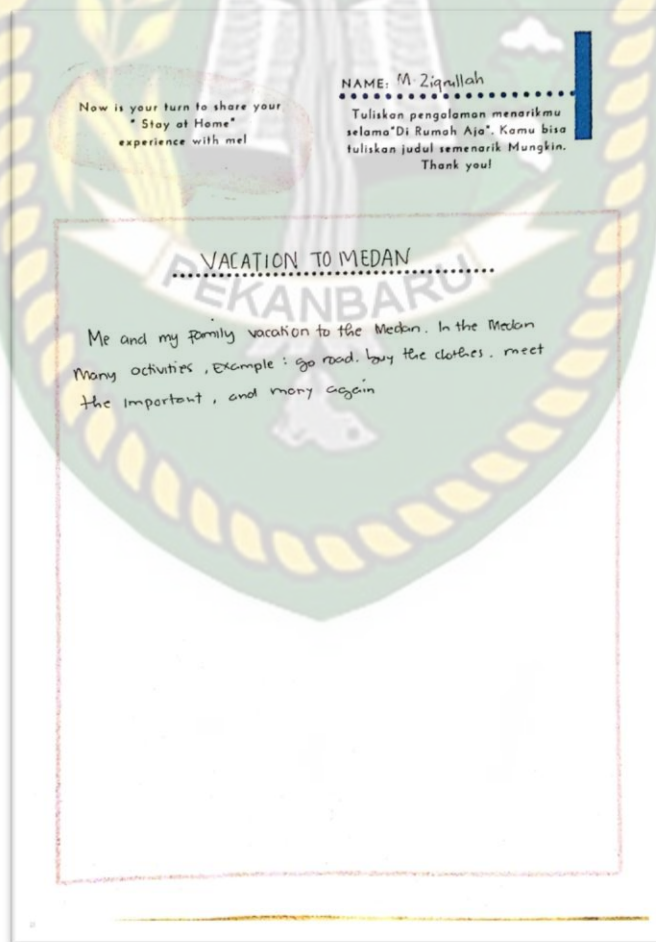 Now is your turn to share your
" Stay at Home"
experience with me!
NAME: M. Ziqrullah
Tuliskan pengalaman menarikmu
selama"Di Rumah Aja". Kamu bisa
tuliskan judul semenarik Mungkin.
Thank you!
VACATION TO MEDAN
PEKANBARU
Me and my family vacation to the Medan. In the Medan
Many activities, Example : go road. buy the clothes. meet
the important, and many again